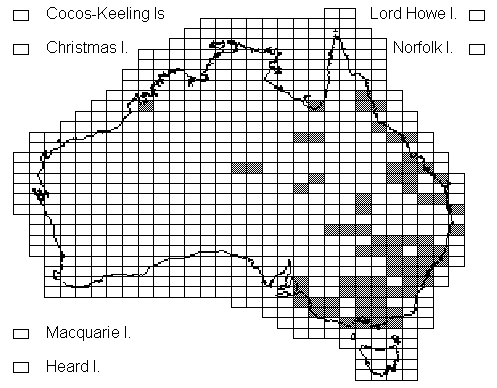 Cocos-Keeling Is
Lord Howe I.
Christmas I.
Norfolk I.
Macquarie I.
Heard I.